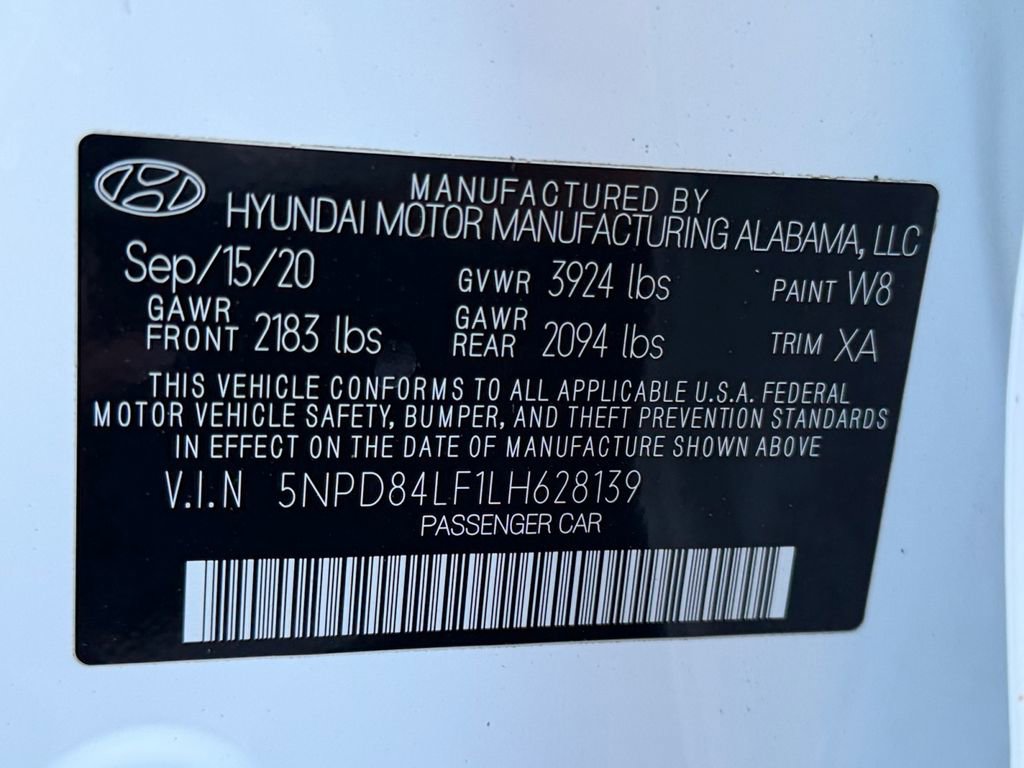 MANUFACTURED BY
HYUNDAI MOTOR MANUFACTURING ALABAMA, LLC
Sep/15/20 GVWR 3924 lbs PAINT W8
GAWR FRONT 2183 lbs GAWR REAR 2094 lbs TRIM XA
THIS VEHICLE CONFORMS TO ALL APPLICABLE U.S.A. FEDERAL
MOTOR VEHICLE SAFETY, BUMPER, AND THEFT PREVENTION STANDARDS
IN EFFECT ON THE DATE OF MANUFACTURE SHOWN ABOVE
V.I.N 5NPD84LF1LH628139
PASSENGER CAR